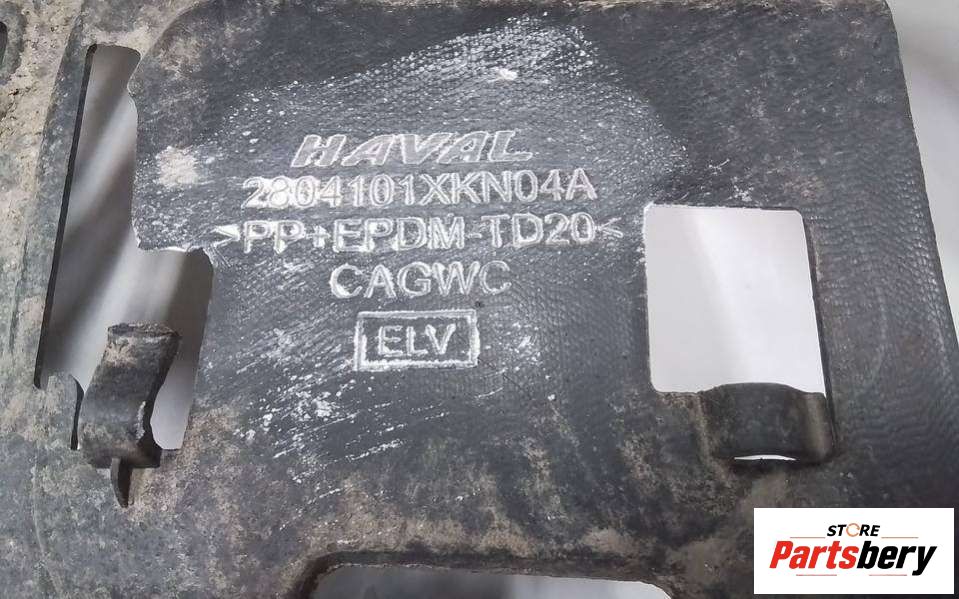 HAVAL
2804101XKN04A
>PP+EPDM-TD20<
CAGWC
ELV
STORE
Partsbery